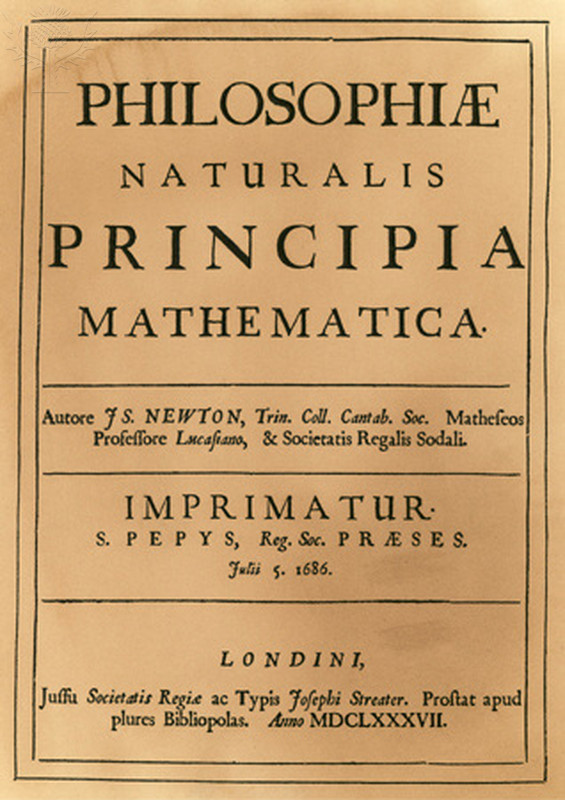 PHILOSOPHIÆ
NATURALIS
PRINCIPIA
MATHEMATICA.
Autore JS. NEWTON, Trin. Coll. Cantab. Soc. Matheſeos
Profeſſore Lucaſiano, & Societatis Regalis Sodali.
IMPRIMATUR.
S. PEPYS, Reg. Soc. PRÆSES.
Julii 5. 1686.
LONDINI,
Juſſu Societatis Regiæ ac Typis Joſephi Streater. Proſtat apud
plures Bibliopolas. Anno MDCLXXXVII.